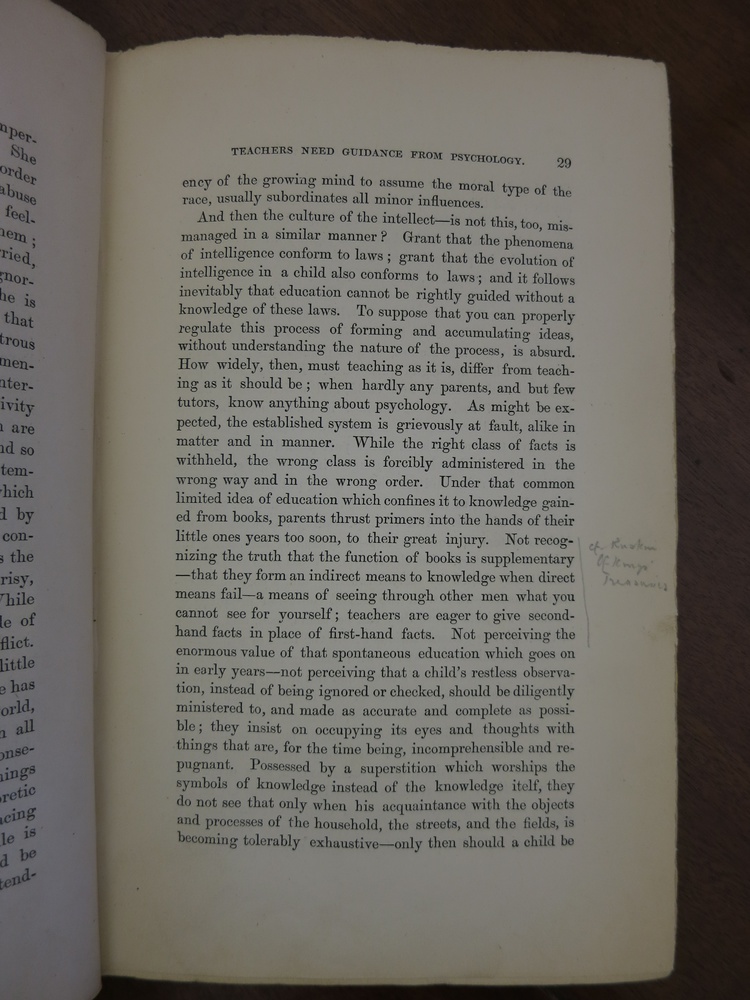 nper-
She
order
abuse
feel-
nem ;
ried,
gnor-
he is
that
trous
men-
nter-
ivity
are
nd so
tem-
hich
d by
con-
s the
risy,
While
le of
flict.
little
e has
orld,
n all
onse-
nings
oretic
acing
le is
d be
tend-
TEACHERS NEED GUIDANCE FROM PSYCHOLOGY. 29
ency of the growing mind to assume the moral type of the
race, usually subordinates all minor influences.
And then the culture of the intellect—is not this, too, mis-
managed in a similar manner ? Grant that the phenomena
of intelligence conform to laws ; grant that the evolution of
intelligence in a child also conforms to laws ; and it follows
inevitably that education cannot be rightly guided without a
knowledge of these laws. To suppose that you can properly
regulate this process of forming and accumulating ideas,
without understanding the nature of the process, is absurd.
How widely, then, must teaching as it is, differ from teach-
ing as it should be ; when hardly any parents, and but few
tutors, know anything about psychology. As might be ex-
pected, the established system is grievously at fault, alike in
matter and in manner. While the right class of facts is
withheld, the wrong class is forcibly administered in the
wrong way and in the wrong order. Under that common
limited idea of education which confines it to knowledge gain-
ed from books, parents thrust primers into the hands of their
little ones years too soon, to their great injury. Not recog-
nizing the truth that the function of books is supplementary
—that they form an indirect means to knowledge when direct
means fail—a means of seeing through other men what you
cannot see for yourself ; teachers are eager to give second-
hand facts in place of first-hand facts. Not perceiving the
enormous value of that spontaneous education which goes on
in early years—not perceiving that a child's restless observa-
tion, instead of being ignored or checked, should be diligently
ministered to, and made as accurate and complete as possi-
ble ; they insist on occupying its eyes and thoughts with
things that are, for the time being, incomprehensible and re-
pugnant. Possessed by a superstition which worships the
symbols of knowledge instead of the knowledge itelf, they
do not see that only when his acquaintance with the objects
and processes of the household, the streets, and the fields, is
becoming tolerably exhaustive—only then should a child be
cf. Ruskin
Of Kings'
Treasuries